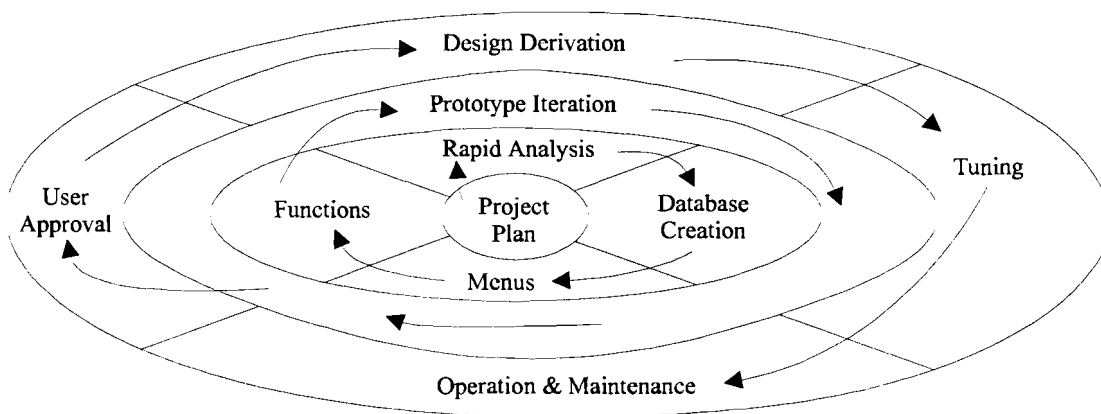 Design Derivation
Prototype Iteration
Rapid Analysis
Tuning
User
Approval
Functions
Project
Plan
Database
Creation
Menus
Operation & Maintenance